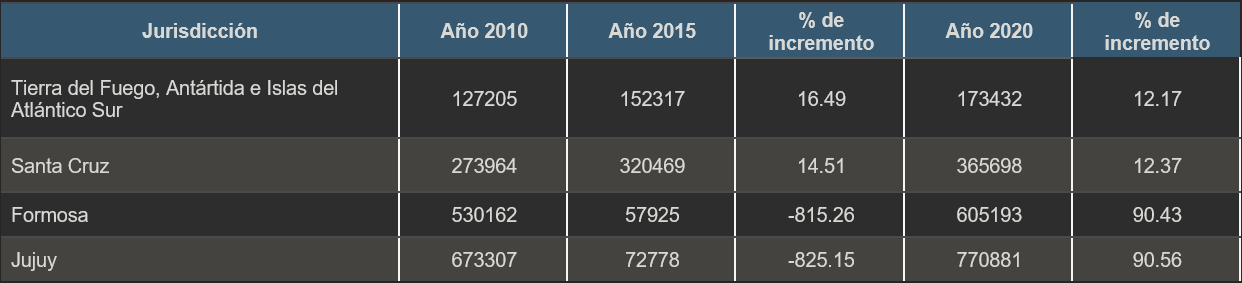 Jurisdicción Año 2010 Año 2015 % de incremento Año 2020 % de incremento
Tierra del Fuego, Antártida e Islas del
Atlántico Sur 127205 152317 16.49 173432 12.17
Santa Cruz 273964 320469 14.51 365698 12.37
Formosa 530162 57925 -815.26 605193 90.43
Jujuy 673307 72778 -825.15 770881 90.56